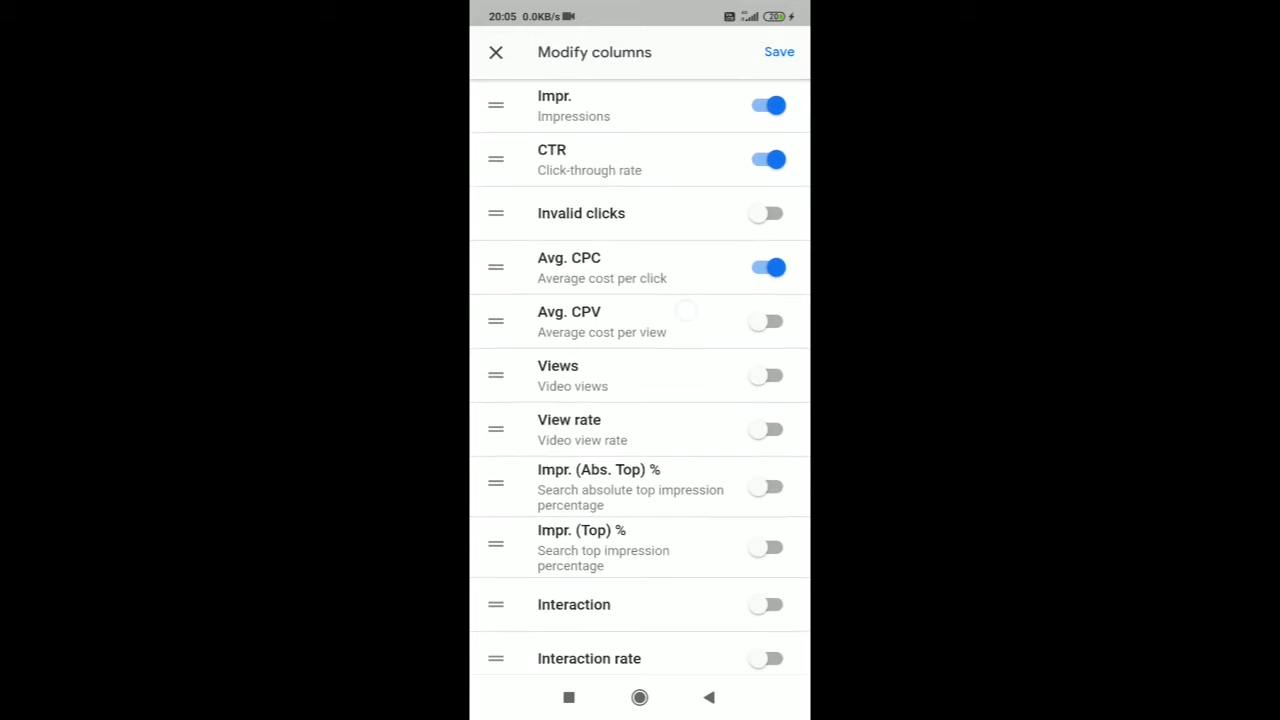 20:05 0.0KB/s
20
Modify columns
Save
Impr.
Impressions
CTR
Click-through rate
Invalid clicks
Avg. CPC
Average cost per click
Avg. CPV
Average cost per view
Views
Video views
View rate
Video view rate
Impr. (Abs. Top) %
Search absolute top impression
percentage
Impr. (Top) %
Search top impression
percentage
Interaction
Interaction rate